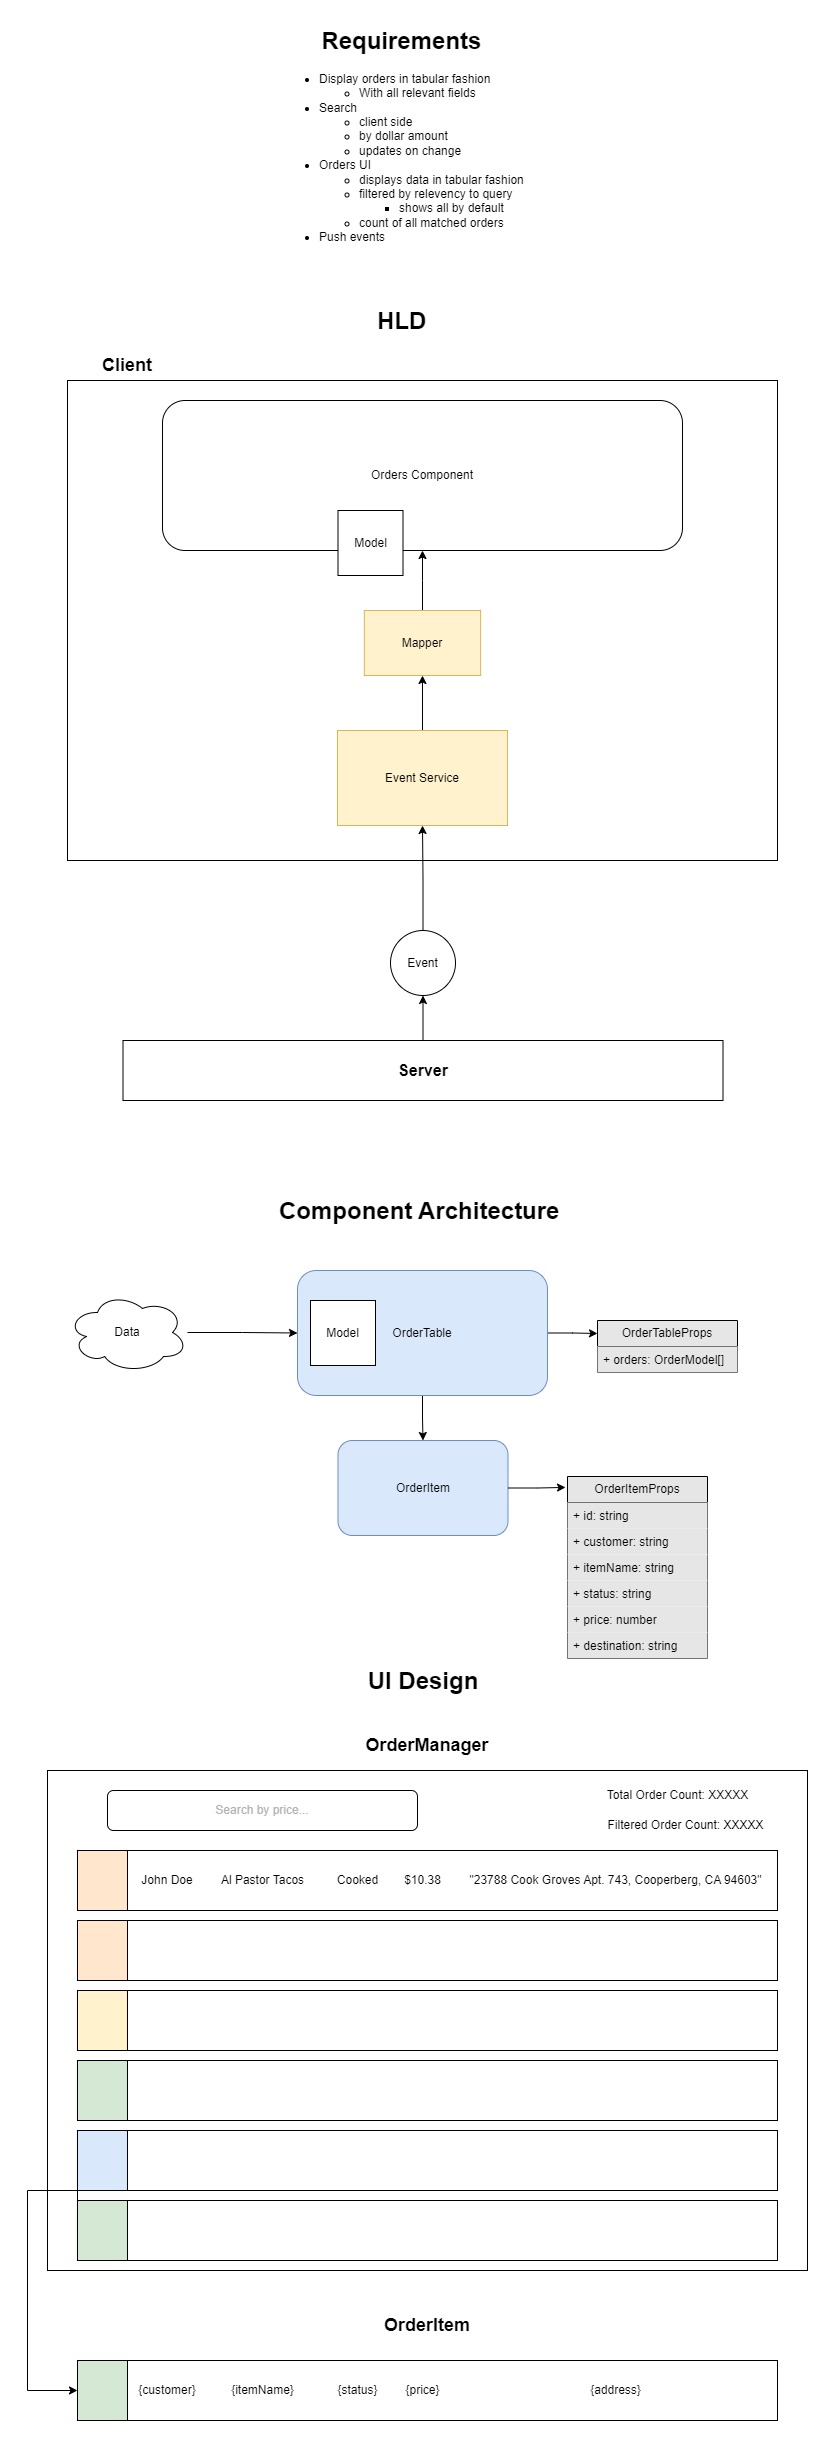 Requirements
Display orders in tabular fashion
With all relevant fields
Search
client side
by dollar amount
updates on change
Orders UI
displays data in tabular fashion
filtered by relevency to query
shows all by default
count of all matched orders
Push events
HLD
Client
Orders Component
Model
Mapper
Event Service
Event
Server
Component Architecture
Data
Model
OrderTable
OrderTableProps
+ orders: OrderModel[]
OrderItem
OrderItemProps
+ id: string
+ customer: string
+ itemName: string
+ status: string
+ price: number
+ destination: string
UI Design
OrderManager
Search by price...
Total Order Count: XXXXX
Filtered Order Count: XXXXX
John Doe Al Pastor Tacos Cooked $10.38 "23788 Cook Groves Apt. 743, Cooperberg, CA 94603"
OrderItem
{customer} {itemName} {status} {price} {address}